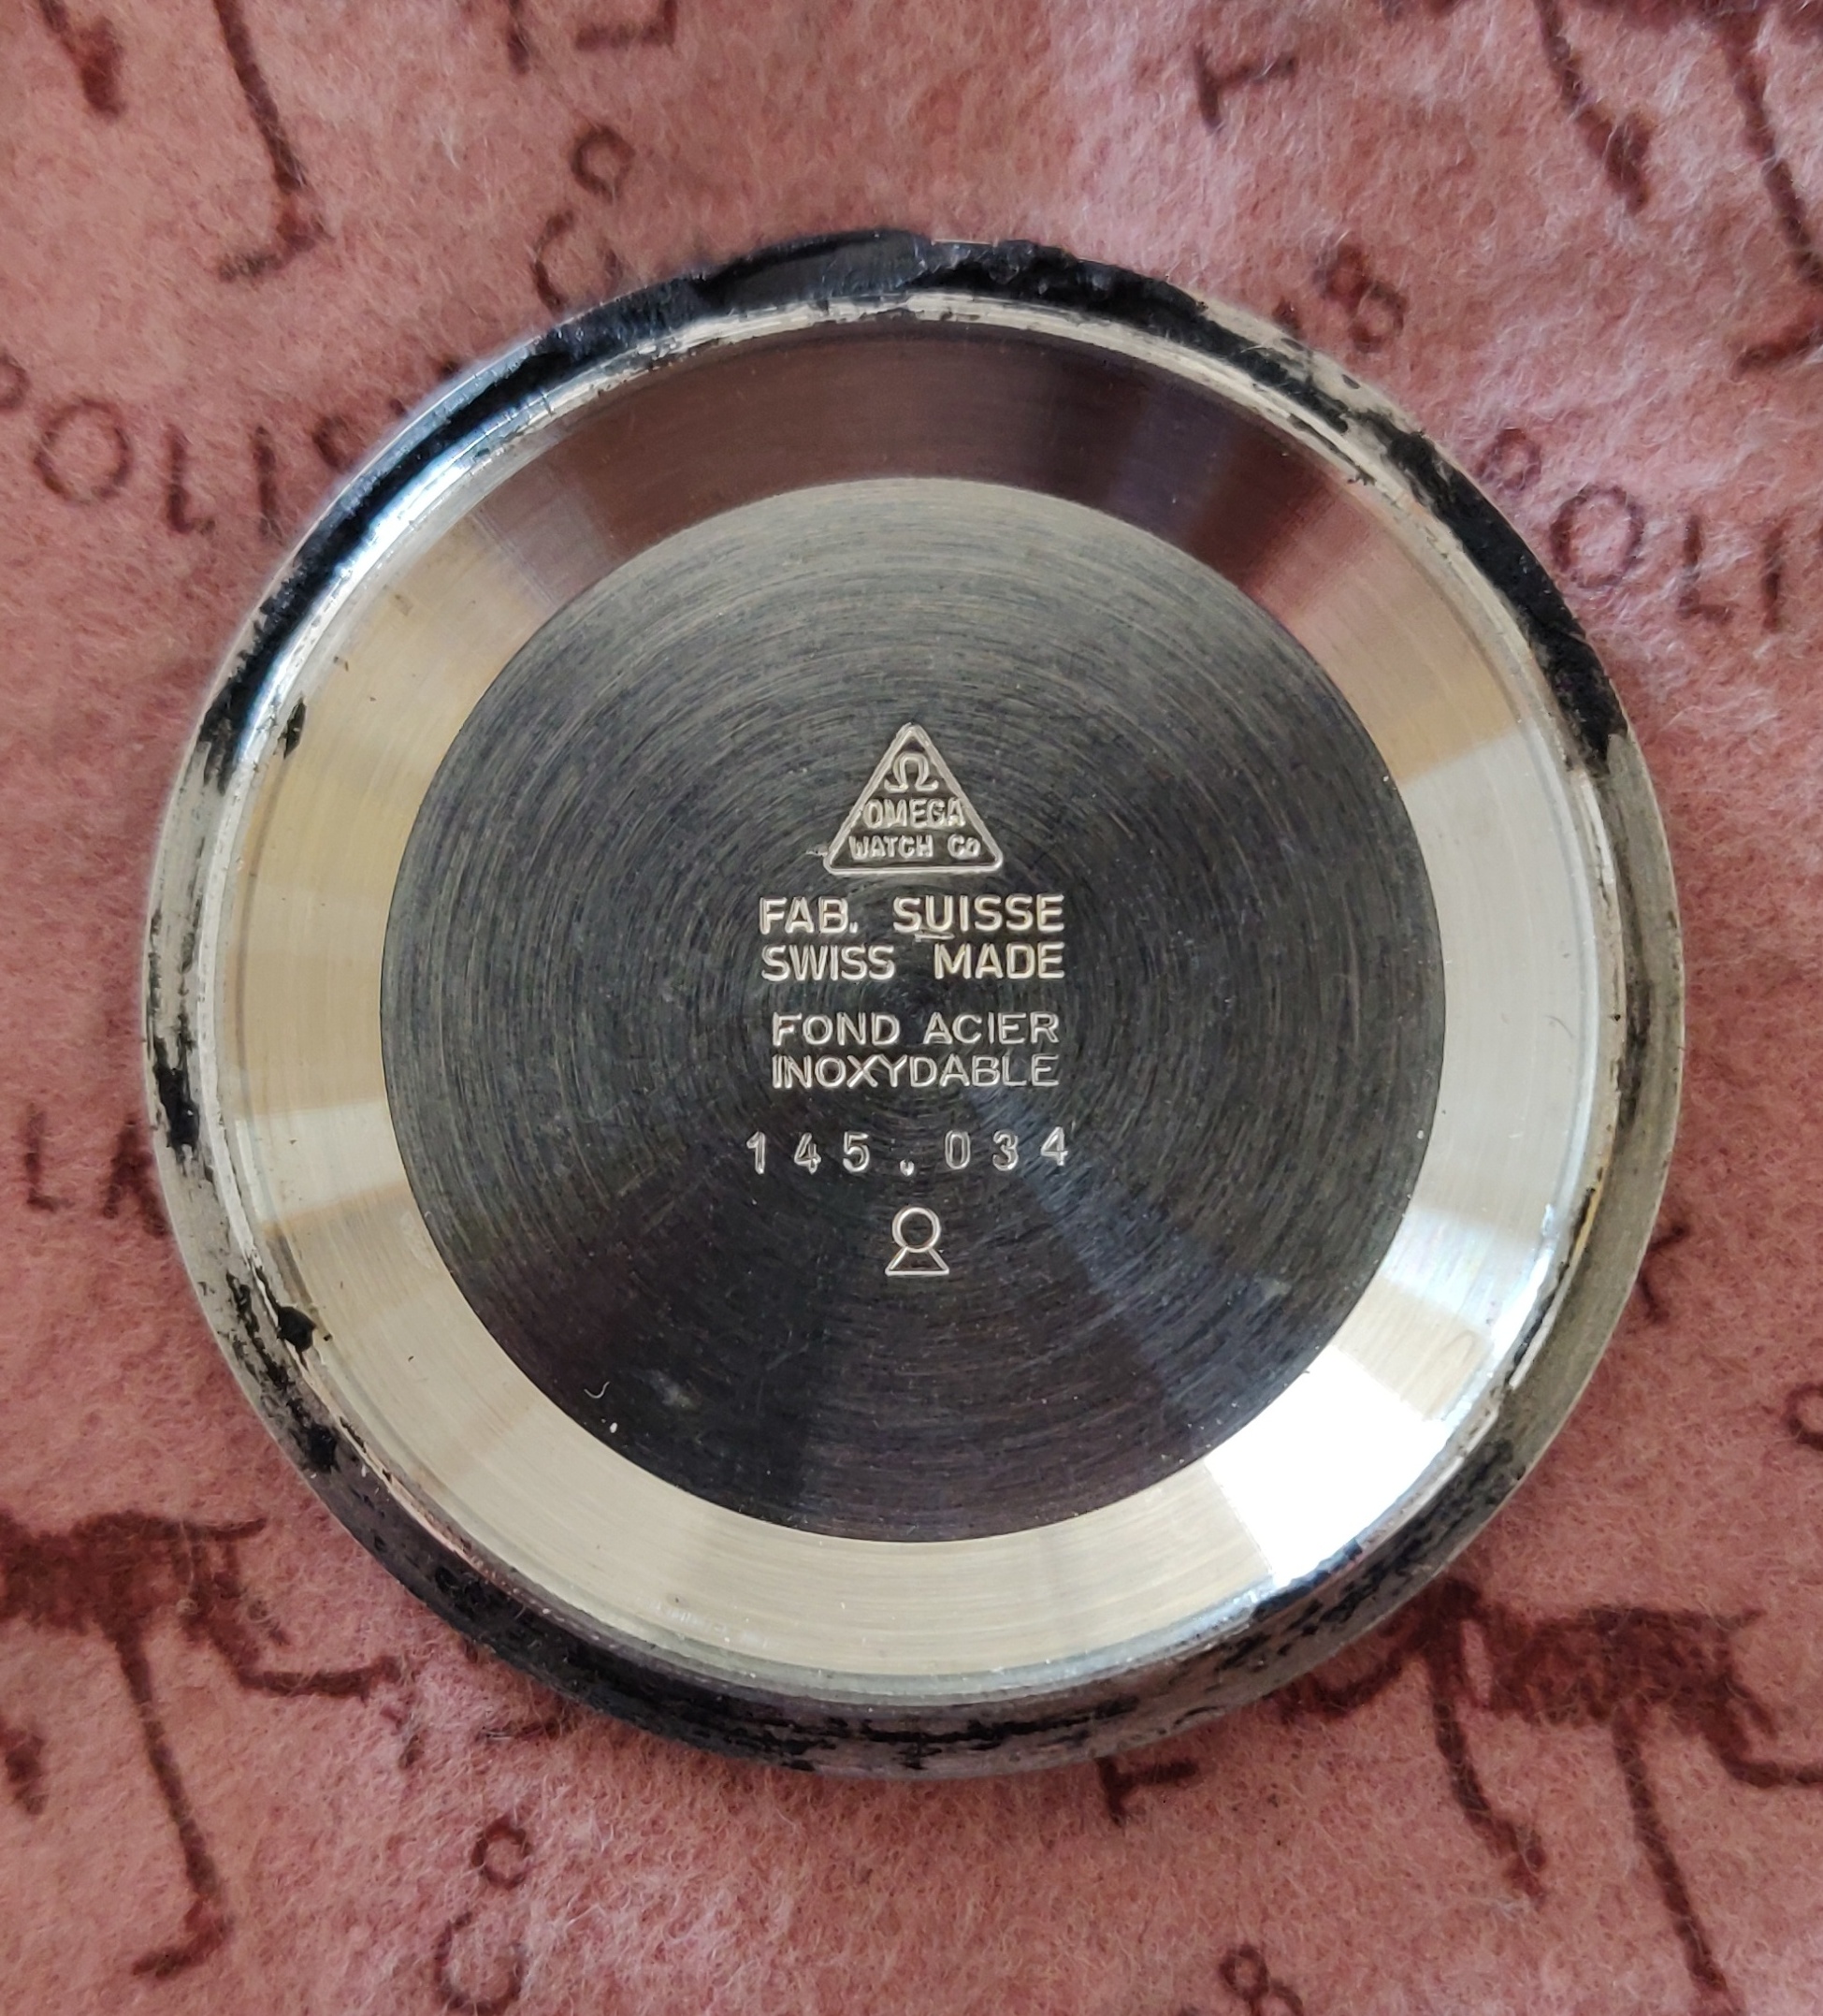 Ω
OMEGA
WATCH Co
FAB. SUISSE
SWISS MADE
FOND ACIER
INOXYDABLE
145.034